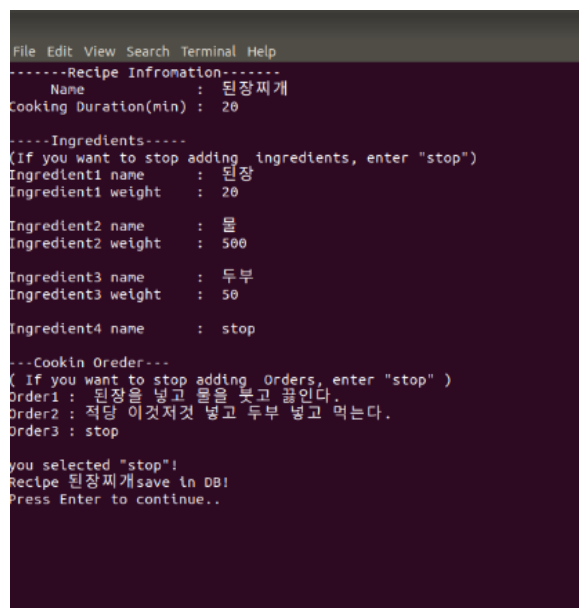 File Edit View Search Terminal Help
-------Recipe Infromation-------
Name : 된장찌개
Cooking Duration(min) : 20
-----Ingredients-----
(If you want to stop adding ingredients, enter "stop")
Ingredient1 name : 된장
Ingredient1 weight : 20
Ingredient2 name : 물
Ingredient2 weight : 500
Ingredient3 name : 두부
Ingredient3 weight : 50
Ingredient4 name : stop
---Cookin Oreder---
( If you want to stop adding Orders, enter "stop" )
Order1 : 된장을 넣고 물을 붓고 끓인다.
Order2 : 적당 이것저것 넣고 두부 넣고 먹는다.
Order3 : stop
you selected "stop"!
Recipe 된장찌개save in DB!
Press Enter to continue..